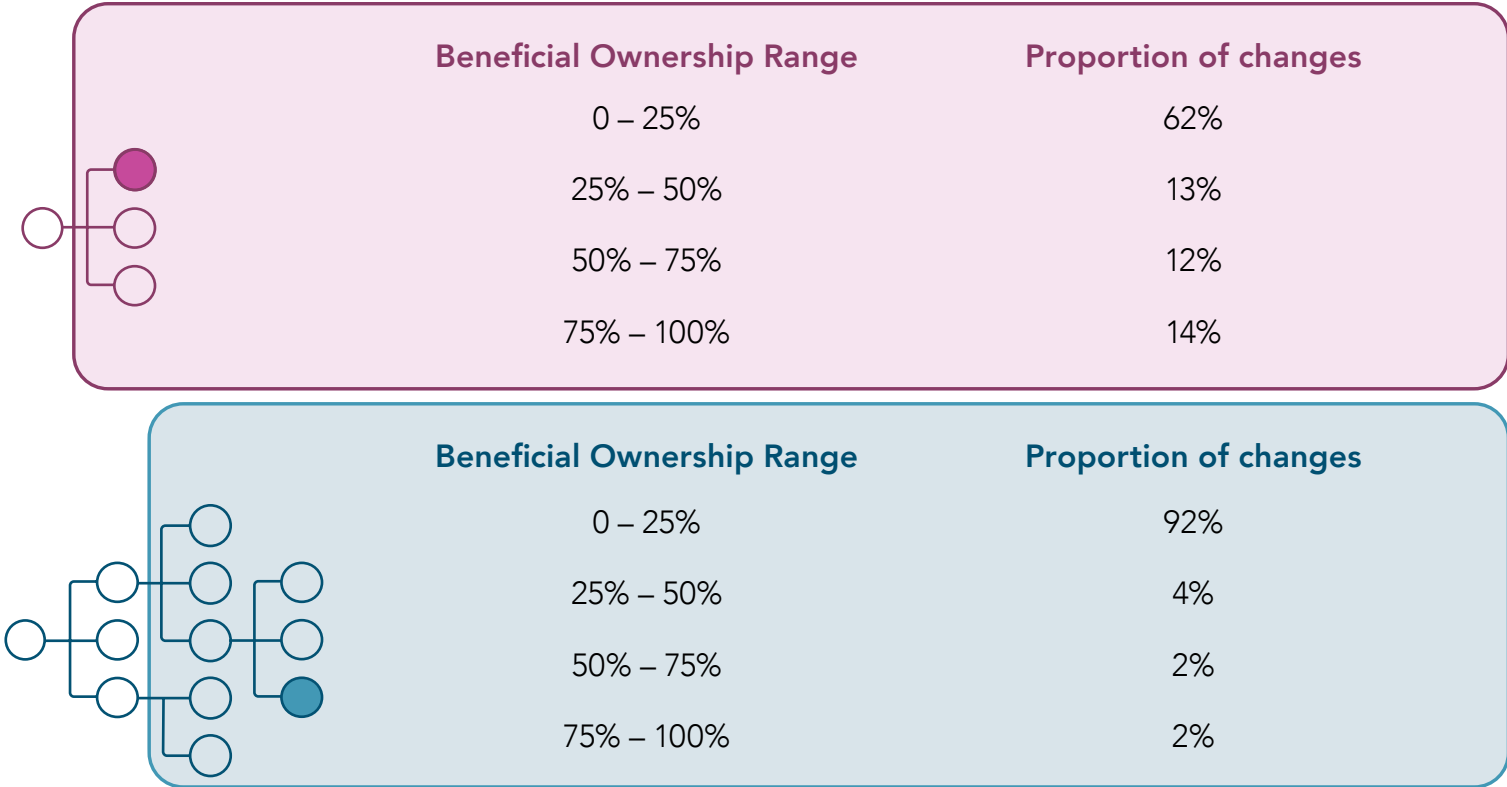 Beneficial Ownership Range Proportion of changes
0 – 25% 62%
25% – 50% 13%
50% – 75% 12%
75% – 100% 14%
Beneficial Ownership Range Proportion of changes
0 – 25% 92%
25% – 50% 4%
50% – 75% 2%
75% – 100% 2%